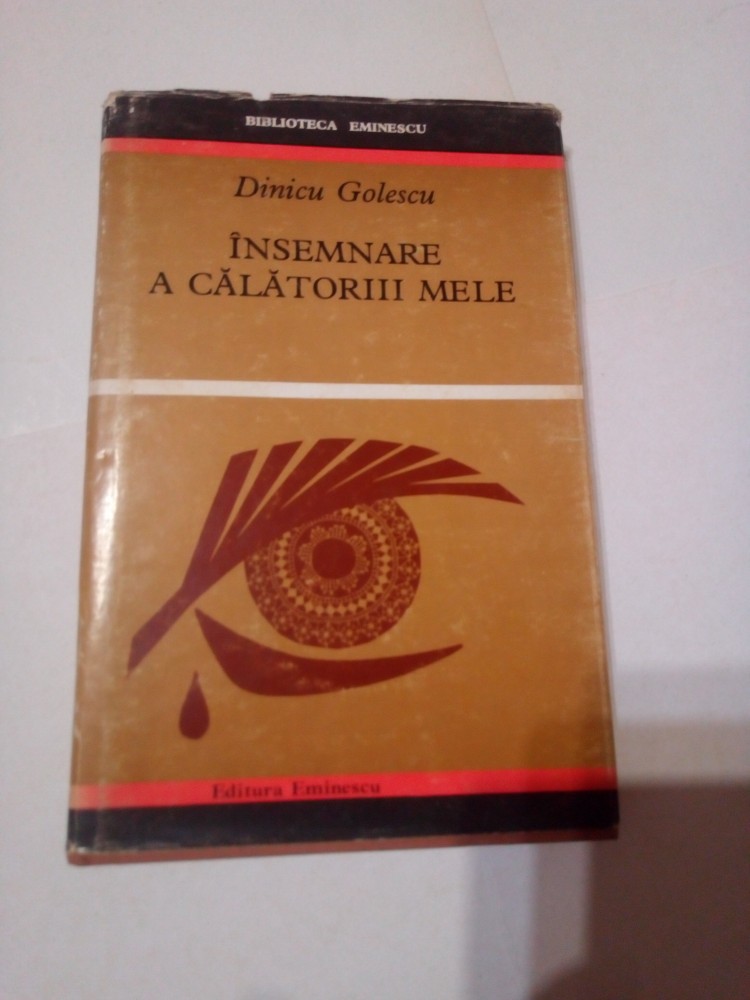 BIBLIOTECA EMINESCU
Dinicu Golescu
ÎNSEMNARE
A CĂLĂTORIII MELE
Editura Eminescu